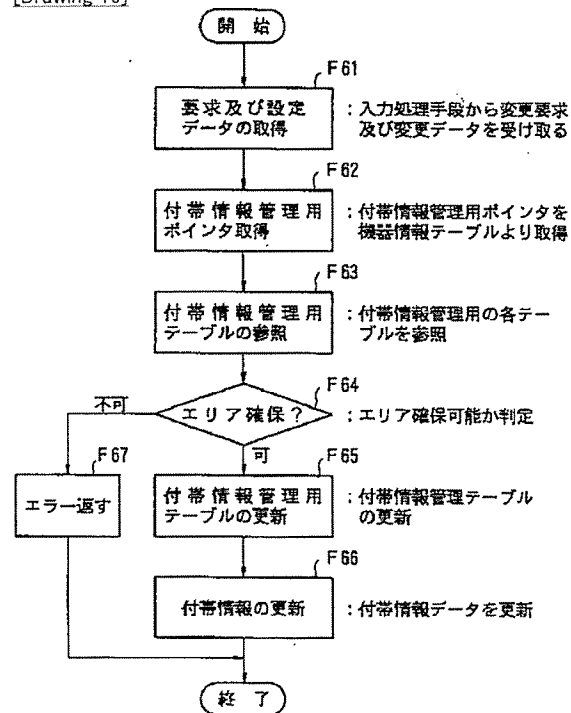 開 始
F61
要求及び設定
データの取得
：入力処理手段から変更要求
及び変更データを受け取る
F62
付帯情報管理用
ポインタ取得
：付帯情報管理用ポインタを
機器情報テーブルより取得
F63
付帯情報管理用
テーブルの参照
：付帯情報管理用の各テー
ブルを参照
F64
エリア確保？
：エリア確保可能か判定
不可
可
F67
エラー返す
F65
付帯情報管理用
テーブルの更新
：付帯情報管理テーブル
の更新
F66
付帯情報の更新
：付帯情報データを更新
終 了